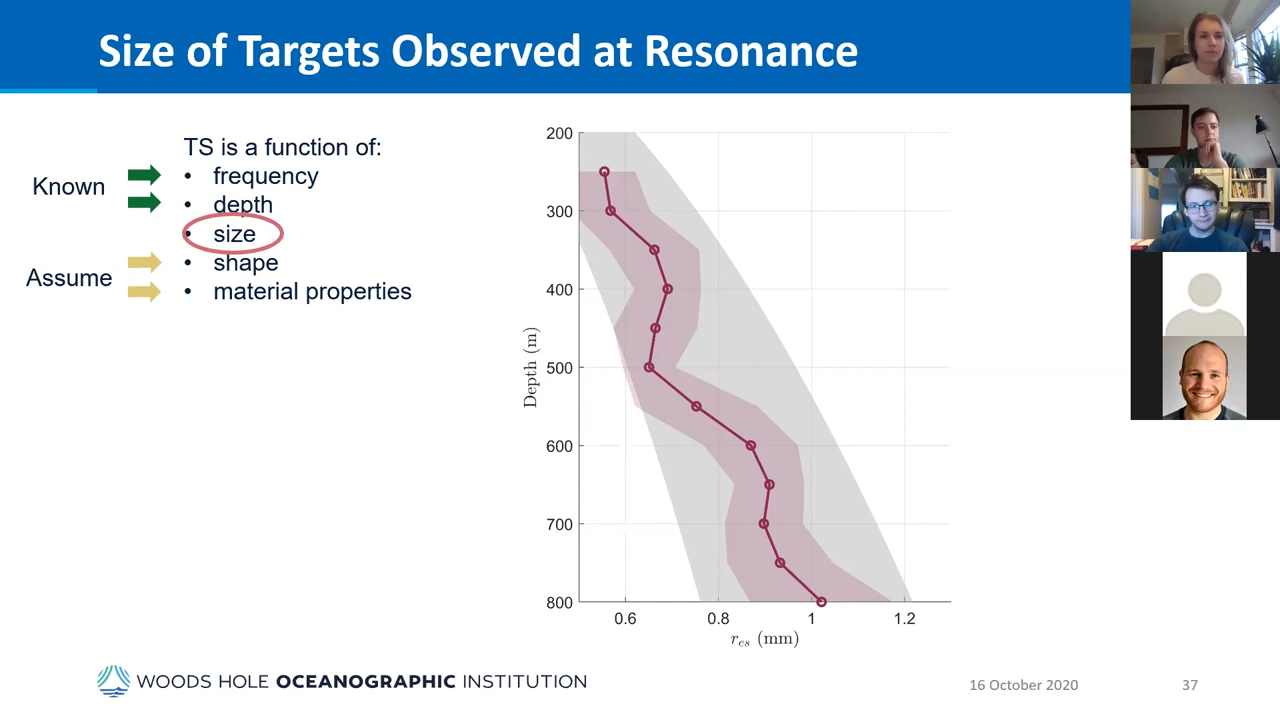 Size of Targets Observed at Resonance
TS is a function of:
Known
• frequency
• depth
• size
Assume
• shape
• material properties
200
300
400
500
600
700
800
Depth (m)
0.6 0.8 1 1.2
r_es (mm)
WOODS HOLE OCEANOGRAPHIC INSTITUTION
16 October 2020
37